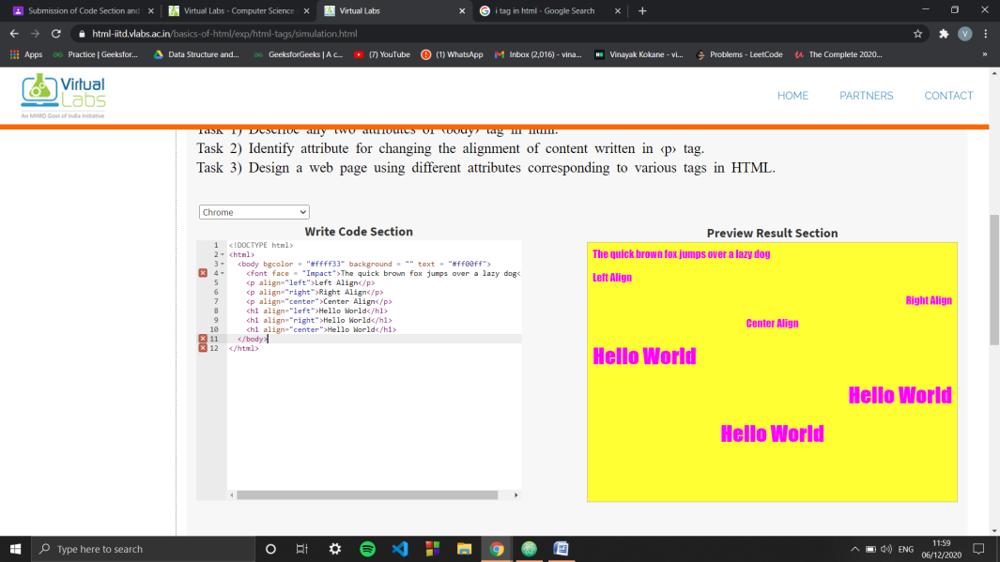 Submission of Code Section and
Virtual Labs - Computer Science
Virtual Labs
i tag in html - Google Search
html-iitd.vlabs.ac.in/basics-of-html/exp/html-tags/simulation.html
V
Apps
Practice | Geeksfor...
Data Structure and...
GeeksforGeeks | A c...
(7) YouTube
(1) WhatsApp
Inbox (2,016) - vina...
Vinayak Kokane - vi...
Problems - LeetCode
The Complete 2020...
»
Virtual
Labs
An MHRD Govt of India Initiative
HOME
PARTNERS
CONTACT
Task 1) Describe any two attributes of ‹body› tag in html.
Task 2) Identify attribute for changing the alignment of content written in ‹p› tag.
Task 3) Design a web page using different attributes corresponding to various tags in HTML.
Chrome
Write Code Section
1 <!DOCTYPE html>
2 <html>
3 <body bgcolor = "#ffff33" background = "" text = "#ff00ff">
4 <font face = "Impact">The quick brown fox jumps over a lazy dog<
5 <p align="left">Left Align</p>
6 <p align="right">Right Align</p>
7 <p align="center">Center Align</p>
8 <h1 align="left">Hello World</h1>
9 <h1 align="right">Hello World</h1>
10 <h1 align="center">Hello World</h1>
11 </body>
12 </html>
Preview Result Section
The quick brown fox jumps over a lazy dog
Left Align
Right Align
Center Align
Hello World
Hello World
Hello World
Type here to search
ENG
11:59
06/12/2020